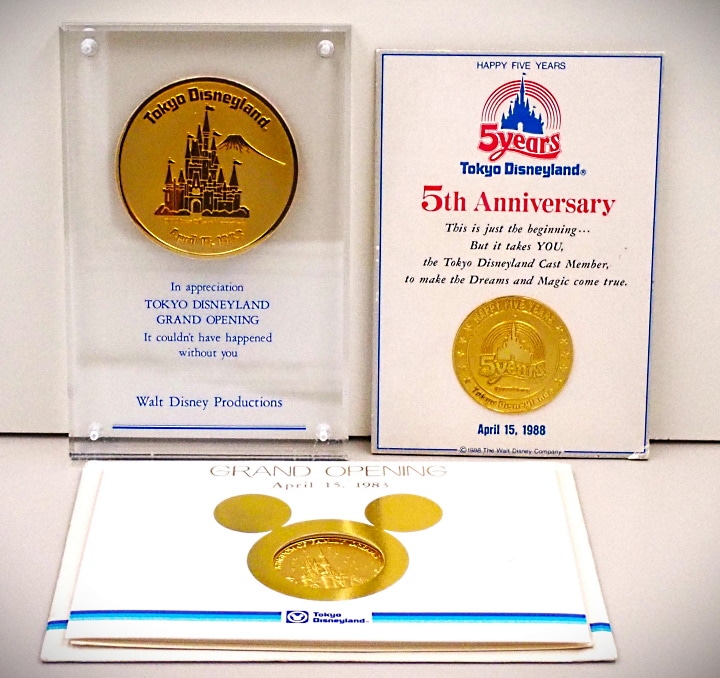 Tokyo Disneyland.
April 15, 1983
In appreciation
TOKYO DISNEYLAND
GRAND OPENING
It couldn't have happened
without you
Walt Disney Productions
HAPPY FIVE YEARS
5years
Tokyo Disneyland®
5th Anniversary
This is just the beginning...
But it takes YOU,
the Tokyo Disneyland Cast Member,
to make the Dreams and Magic come true.
HAPPY FIVE YEARS
5years
Tokyo Disneyland
April 15, 1988
©1988 The Walt Disney Company
GRAND OPENING
April 15, 1983
Tokyo
Disneyland